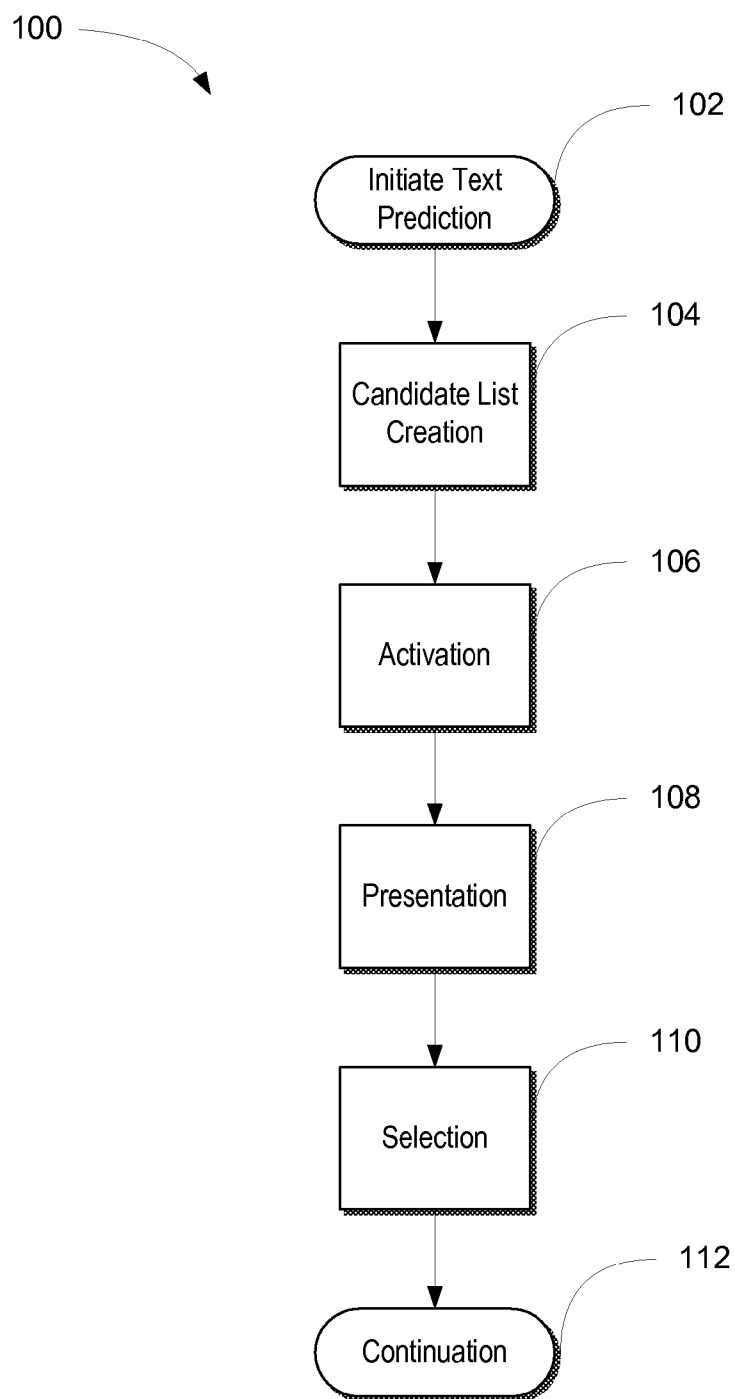 100
102
Initiate Text
Prediction
104
Candidate List
Creation
106
Activation
108
Presentation
110
Selection
112
Continuation